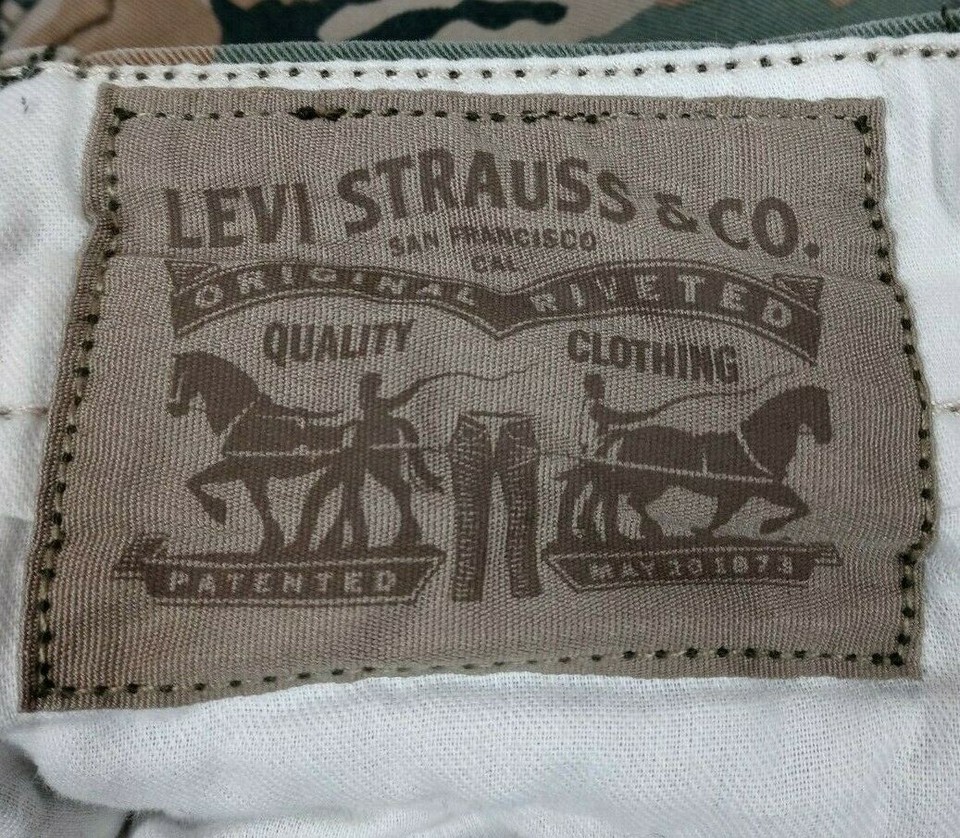 LEVI STRAUSS & CO.
SAN FRANCISCO
CAL.
ORIGINAL RIVETED
QUALITY CLOTHING
PATENTED MAY 20 1873